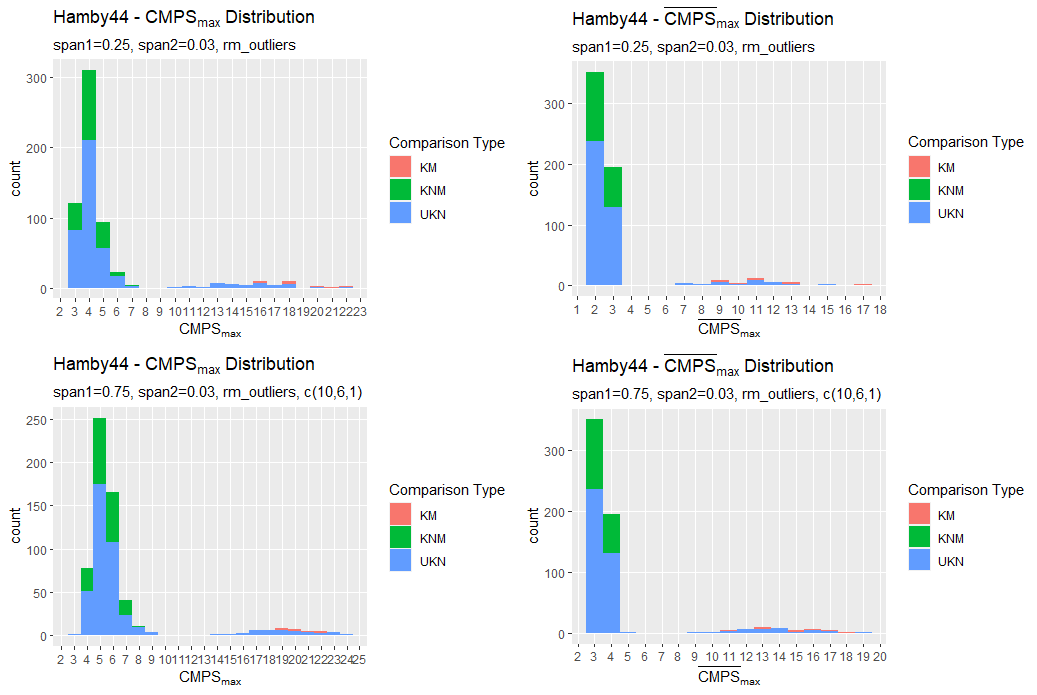 Hamby44 - CMPSmax Distribution
span1=0.25, span2=0.03, rm_outliers
300
200
100
0
count
2 3 4 5 6 7 8 9 10 11 12 13 14 15 16 17 18 19 20 21 22 23
CMPSmax
Comparison Type
KM
KNM
UKN
Hamby44 - CMPSmax Distribution
span1=0.25, span2=0.03, rm_outliers
300
200
100
0
count
1 2 3 4 5 6 7 8 9 10 11 12 13 14 15 16 17 18
CMPSmax
Comparison Type
KM
KNM
UKN
Hamby44 - CMPSmax Distribution
span1=0.75, span2=0.03, rm_outliers, c(10,6,1)
250
200
150
100
50
0
count
2 3 4 5 6 7 8 9 10 11 12 13 14 15 16 17 18 19 20 21 22 23 24 25
CMPSmax
Comparison Type
KM
KNM
UKN
Hamby44 - CMPSmax Distribution
span1=0.75, span2=0.03, rm_outliers, c(10,6,1)
300
200
100
0
count
2 3 4 5 6 7 8 9 10 11 12 13 14 15 16 17 18 19 20
CMPSmax
Comparison Type
KM
KNM
UKN